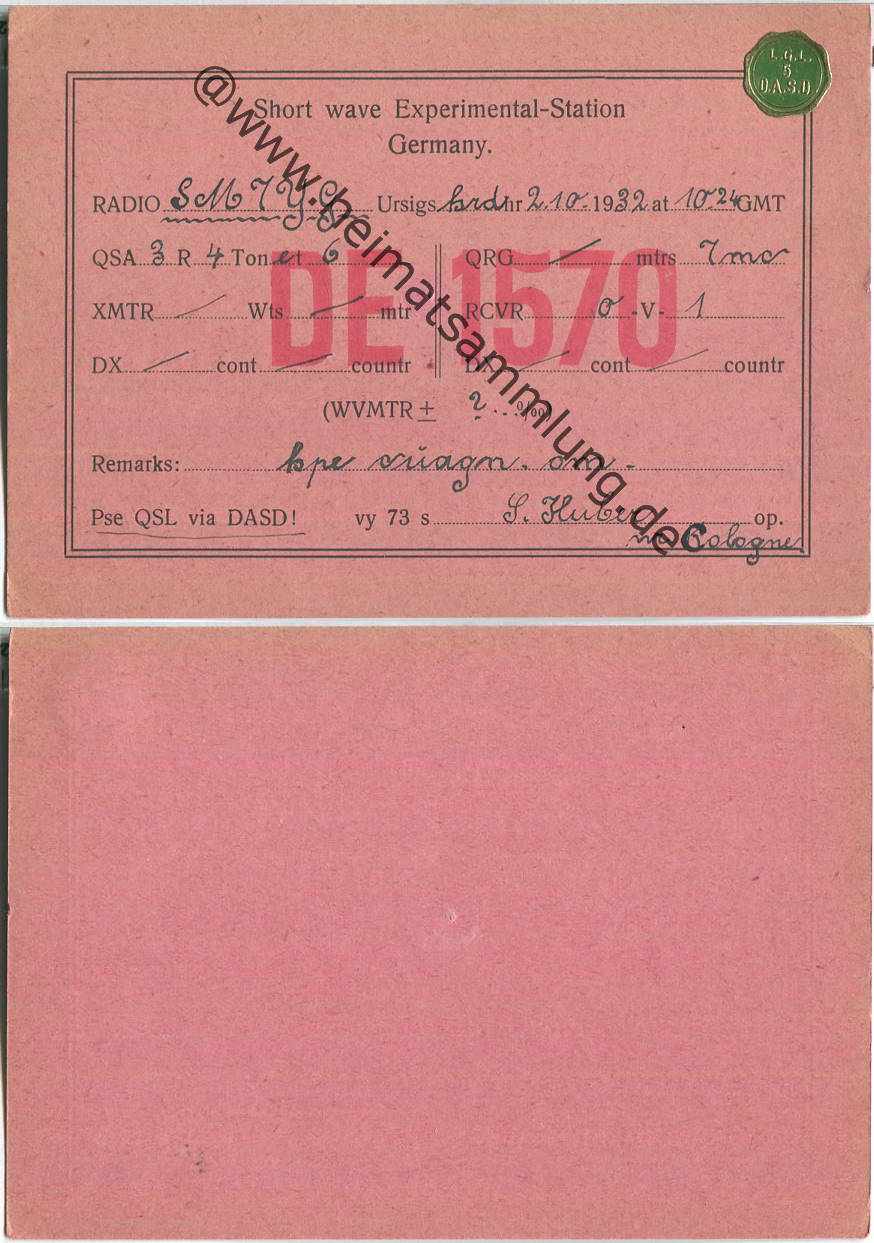 L.G.L.
5
D.A.S.D.
Short wave Experimental-Station
Germany.
RADIO SM7YG Ursigs hrd hr 2.10. 1932 at 10.24 GMT
QSA 3 R 4 Ton et 6 QRG / mtrs 7mc
XMTR / Wts / mtr RCVR 0 -V- 1
DX / cont / countr DX / cont / countr
DE 1570
(WVMTR ± ? ‰)
Remarks: hpe cuagn. om -
Pse QSL via DASD! vy 73 s S. Huber op.
nr Cologne
@www.heimatsammlung.de